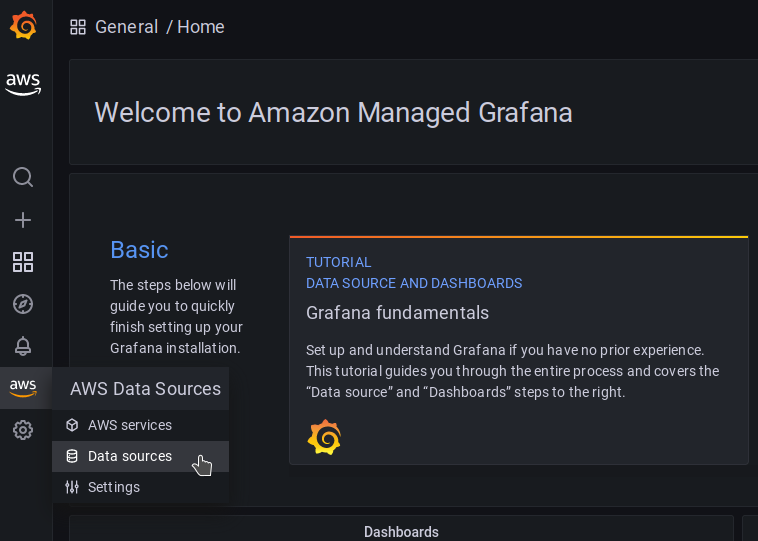 General / Home
aws
Welcome to Amazon Managed Grafana
Basic
The steps below will
guide you to quickly
finish setting up your
Grafana installation.
TUTORIAL
DATA SOURCE AND DASHBOARDS
Grafana fundamentals
Set up and understand Grafana if you have no prior experience.
This tutorial guides you through the entire process and covers the
“Data source” and “Dashboards” steps to the right.
aws
AWS Data Sources
AWS services
Data sources
Settings
Dashboards